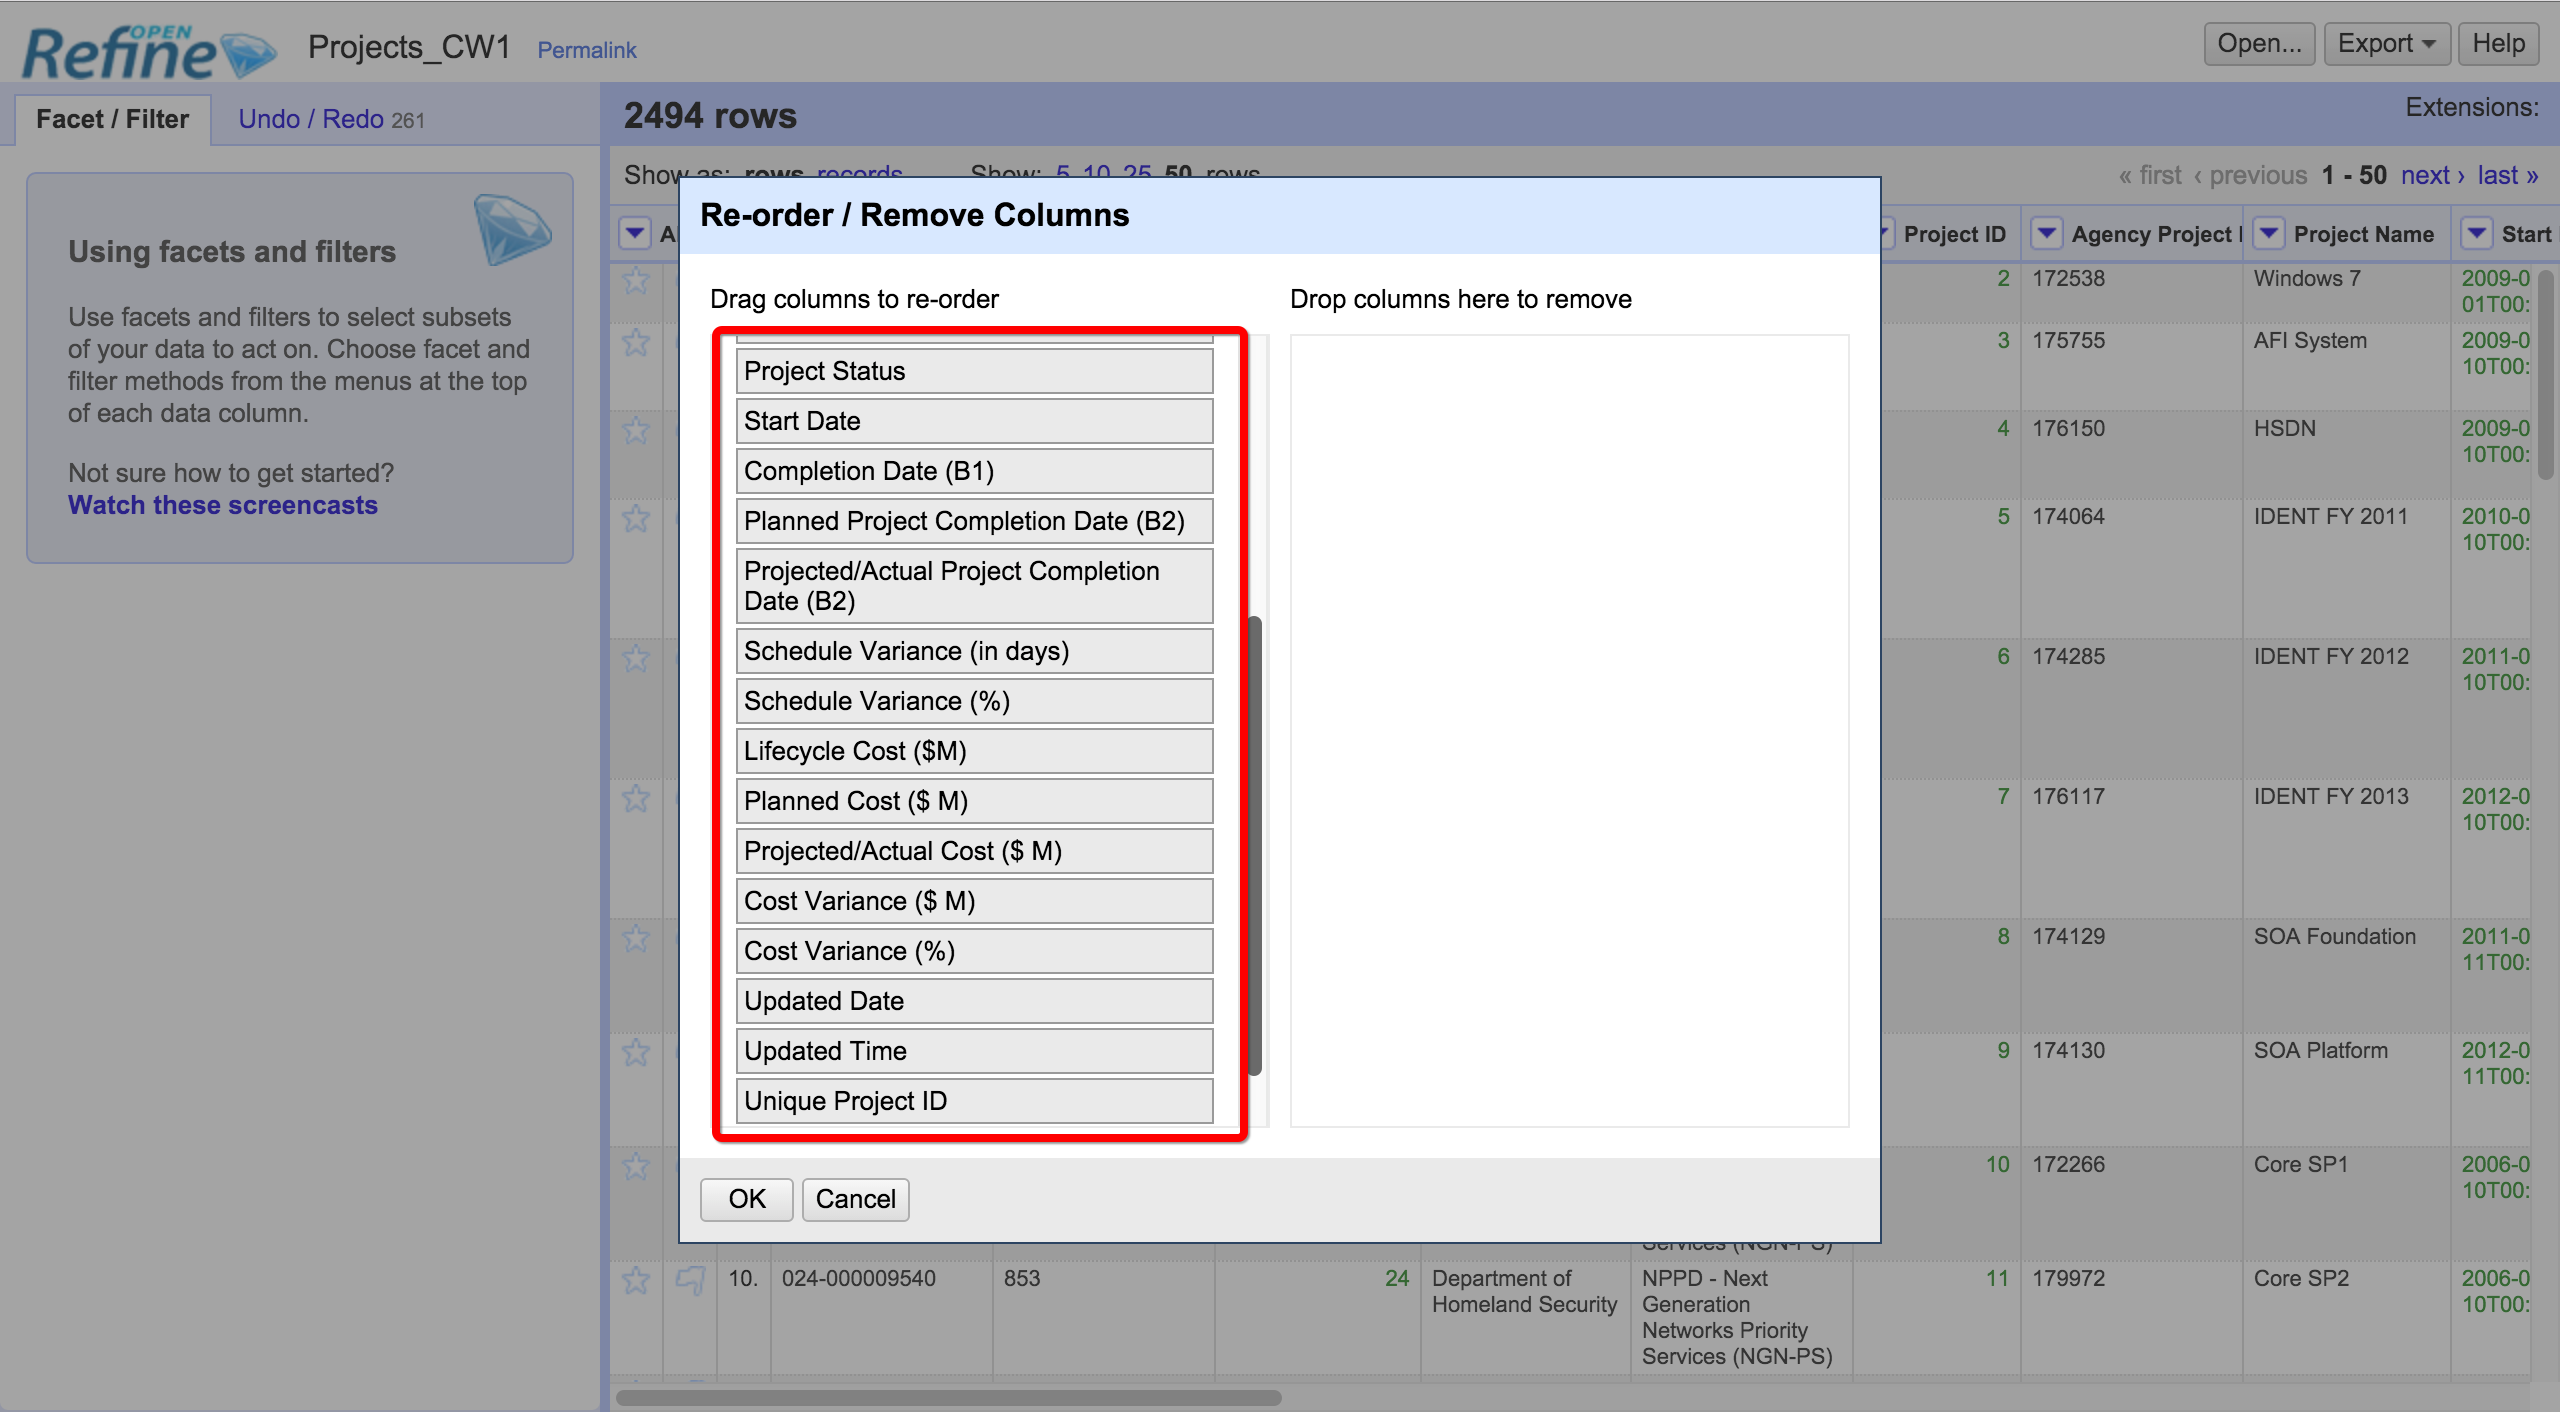 OPEN
Refine
Projects_CW1 Permalink
Open... Export Help
Facet / Filter
Undo / Redo 261
2494 rows
Extensions:
Using facets and filters
Use facets and filters to select subsets
of your data to act on. Choose facet and
filter methods from the menus at the top
of each data column.
Not sure how to get started?
Watch these screencasts
Show as: rows records Show: 5 10 25 50 rows
« first ‹ previous 1 - 50 next › last »
Project ID Agency Project Project Name Start
Re-order / Remove Columns
Drag columns to re-order
Drop columns here to remove
Project Status
Start Date
Completion Date (B1)
Planned Project Completion Date (B2)
Projected/Actual Project Completion
Date (B2)
Schedule Variance (in days)
Schedule Variance (%)
Lifecycle Cost ($M)
Planned Cost ($ M)
Projected/Actual Cost ($ M)
Cost Variance ($ M)
Cost Variance (%)
Updated Date
Updated Time
Unique Project ID
OK Cancel
2 172538 Windows 7 2009-0
01T00:
3 175755 AFI System 2009-0
10T00:
4 176150 HSDN 2009-0
10T00:
5 174064 IDENT FY 2011 2010-0
10T00:
6 174285 IDENT FY 2012 2011-0
10T00:
7 176117 IDENT FY 2013 2012-0
10T00:
8 174129 SOA Foundation 2011-0
11T00:
9 174130 SOA Platform 2012-0
11T00:
10 172266 Core SP1 2006-0
10T00:
Services (NGN-PS)
10. 024-000009540 853 24 Department of NPPD - Next 11 179972 Core SP2 2006-0
Homeland Security Generation 10T00:
Networks Priority
Services (NGN-PS)